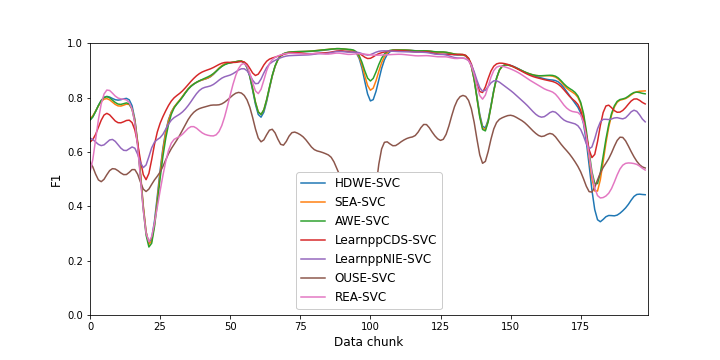 1.0
0.8
0.6
0.4
0.2
0.0
F1
0
25
50
75
100
125
150
175
Data chunk
HDWE-SVC
SEA-SVC
AWE-SVC
LearnppCDS-SVC
LearnppNIE-SVC
OUSE-SVC
REA-SVC